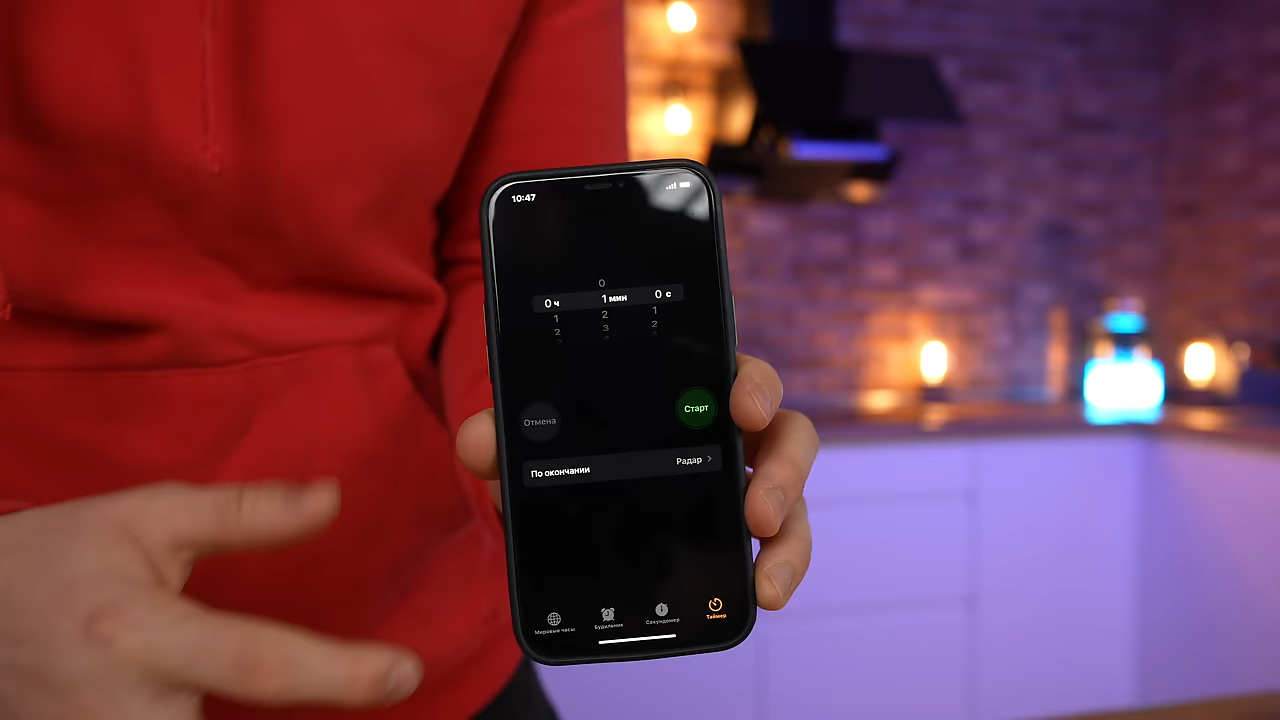 10:47
0
0 ч 1 мин 0 с
1 2 1
2 3 2
Отмена
Старт
По окончании Радар
Мировые часы Будильник Секундомер Таймер